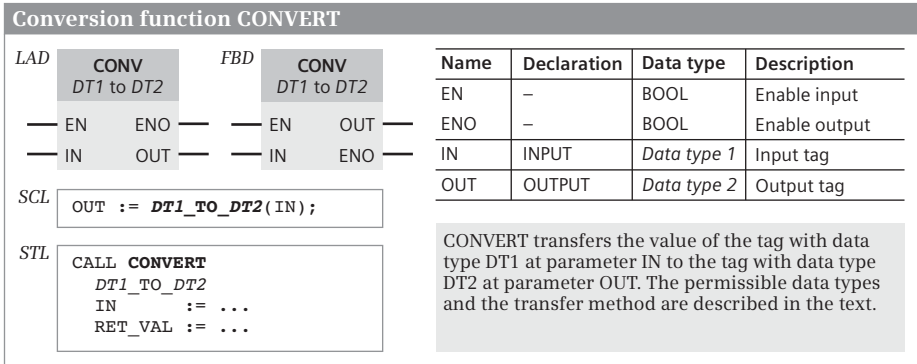 Conversion function CONVERT
LAD
CONV
DT1 to DT2
EN ENO
IN OUT
FBD
CONV
DT1 to DT2
EN OUT
IN ENO
SCL
OUT := DT1_TO_DT2(IN);
STL
CALL CONVERT
DT1_TO_DT2
IN := ...
RET_VAL := ...
Name Declaration Data type Description
EN – BOOL Enable input
ENO – BOOL Enable output
IN INPUT Data type 1 Input tag
OUT OUTPUT Data type 2 Output tag
CONVERT transfers the value of the tag with data
type DT1 at parameter IN to the tag with data type
DT2 at parameter OUT. The permissible data types
and the transfer method are described in the text.